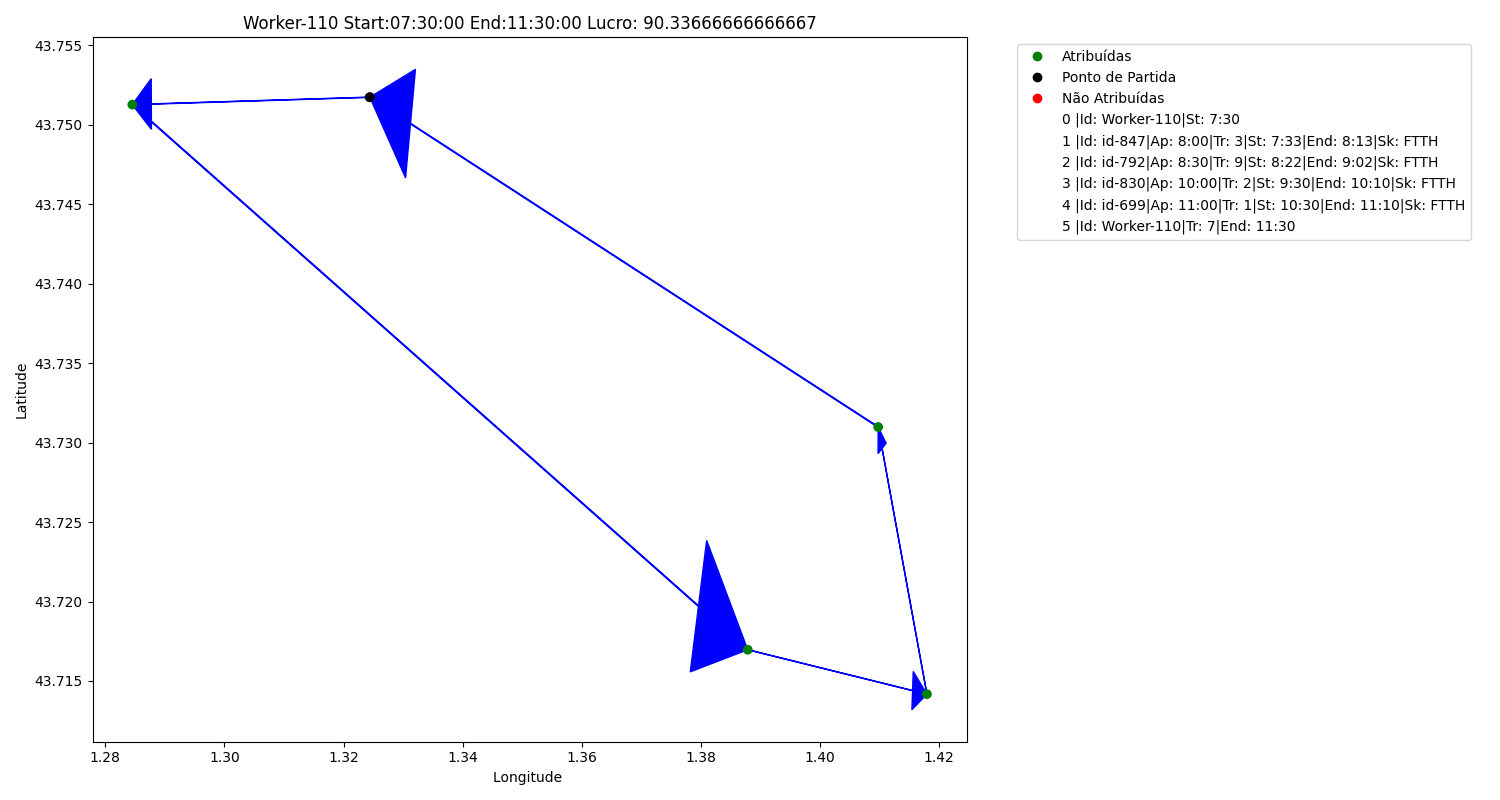 Worker-110 Start:07:30:00 End:11:30:00 Lucro: 90.33666666666667
43.755
43.750
43.745
43.740
43.735
43.730
43.725
43.720
43.715
Latitude
1.28 1.30 1.32 1.34 1.36 1.38 1.40 1.42
Longitude
Atribuídas
Ponto de Partida
Não Atribuídas
0 |Id: Worker-110|St: 7:30
1 |Id: id-847|Ap: 8:00|Tr: 3|St: 7:33|End: 8:13|Sk: FTTH
2 |Id: id-792|Ap: 8:30|Tr: 9|St: 8:22|End: 9:02|Sk: FTTH
3 |Id: id-830|Ap: 10:00|Tr: 2|St: 9:30|End: 10:10|Sk: FTTH
4 |Id: id-699|Ap: 11:00|Tr: 1|St: 10:30|End: 11:10|Sk: FTTH
5 |Id: Worker-110|Tr: 7|End: 11:30